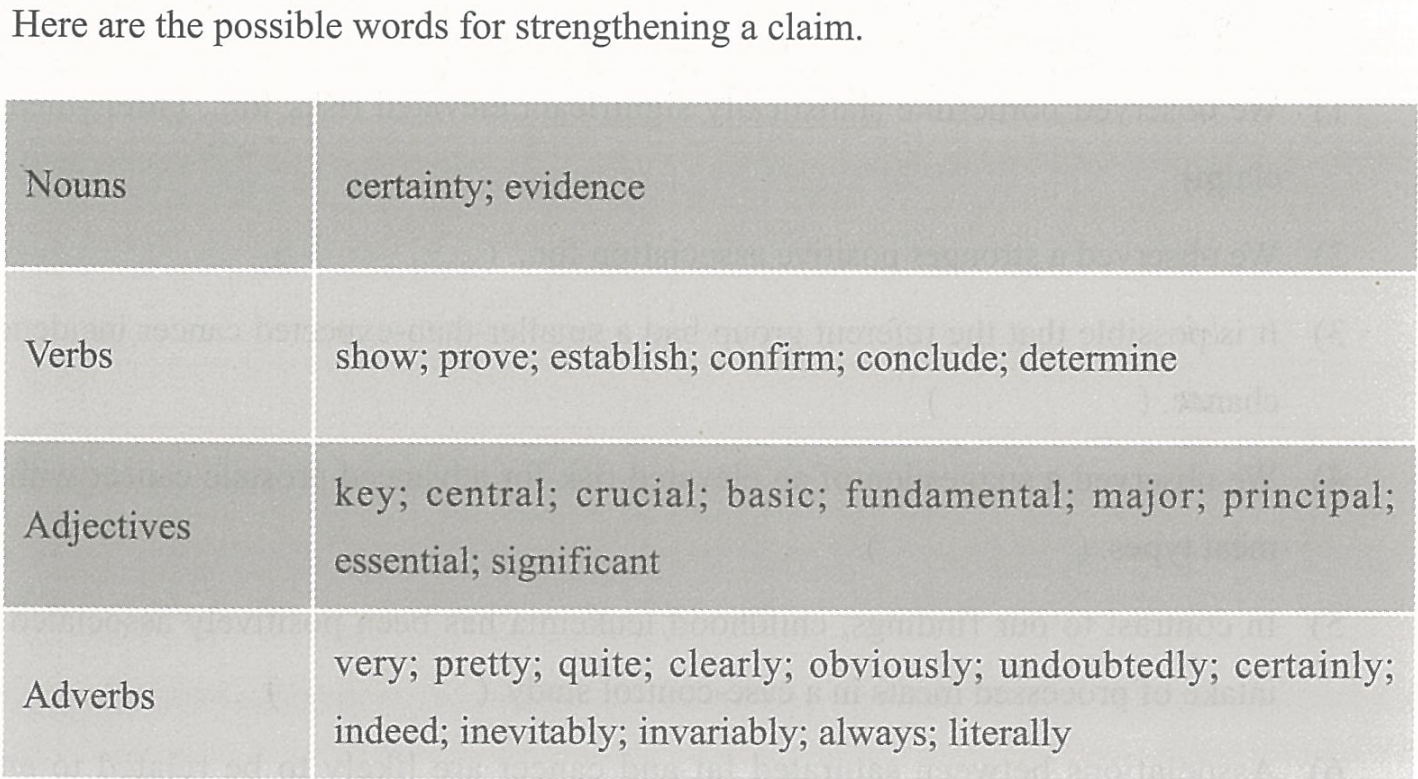 Here are the possible words for strengthening a claim.
Nouns
certainty; evidence
Verbs
show; prove; establish; confirm; conclude; determine
Adjectives
key; central; crucial; basic; fundamental; major; principal;
essential; significant
Adverbs
very; pretty; quite; clearly; obviously; undoubtedly; certainly;
indeed; inevitably; invariably; always; literally